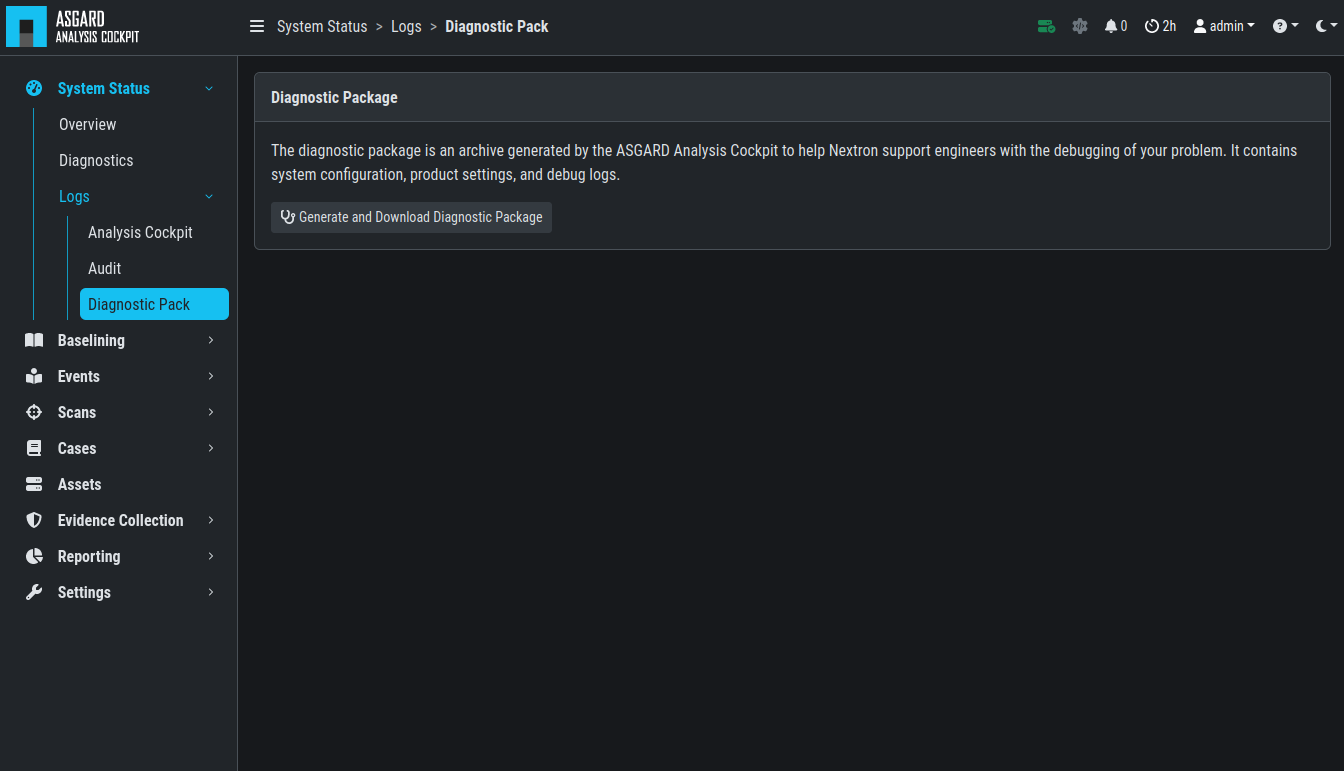 ASGARD
ANALYSIS COCKPIT
System Status > Logs > Diagnostic Pack
0
2h
admin
System Status
Overview
Diagnostics
Logs
Analysis Cockpit
Audit
Diagnostic Pack
Baselining
Events
Scans
Cases
Assets
Evidence Collection
Reporting
Settings
Diagnostic Package
The diagnostic package is an archive generated by the ASGARD Analysis Cockpit to help Nextron support engineers with the debugging of your problem. It contains
system configuration, product settings, and debug logs.
Generate and Download Diagnostic Package